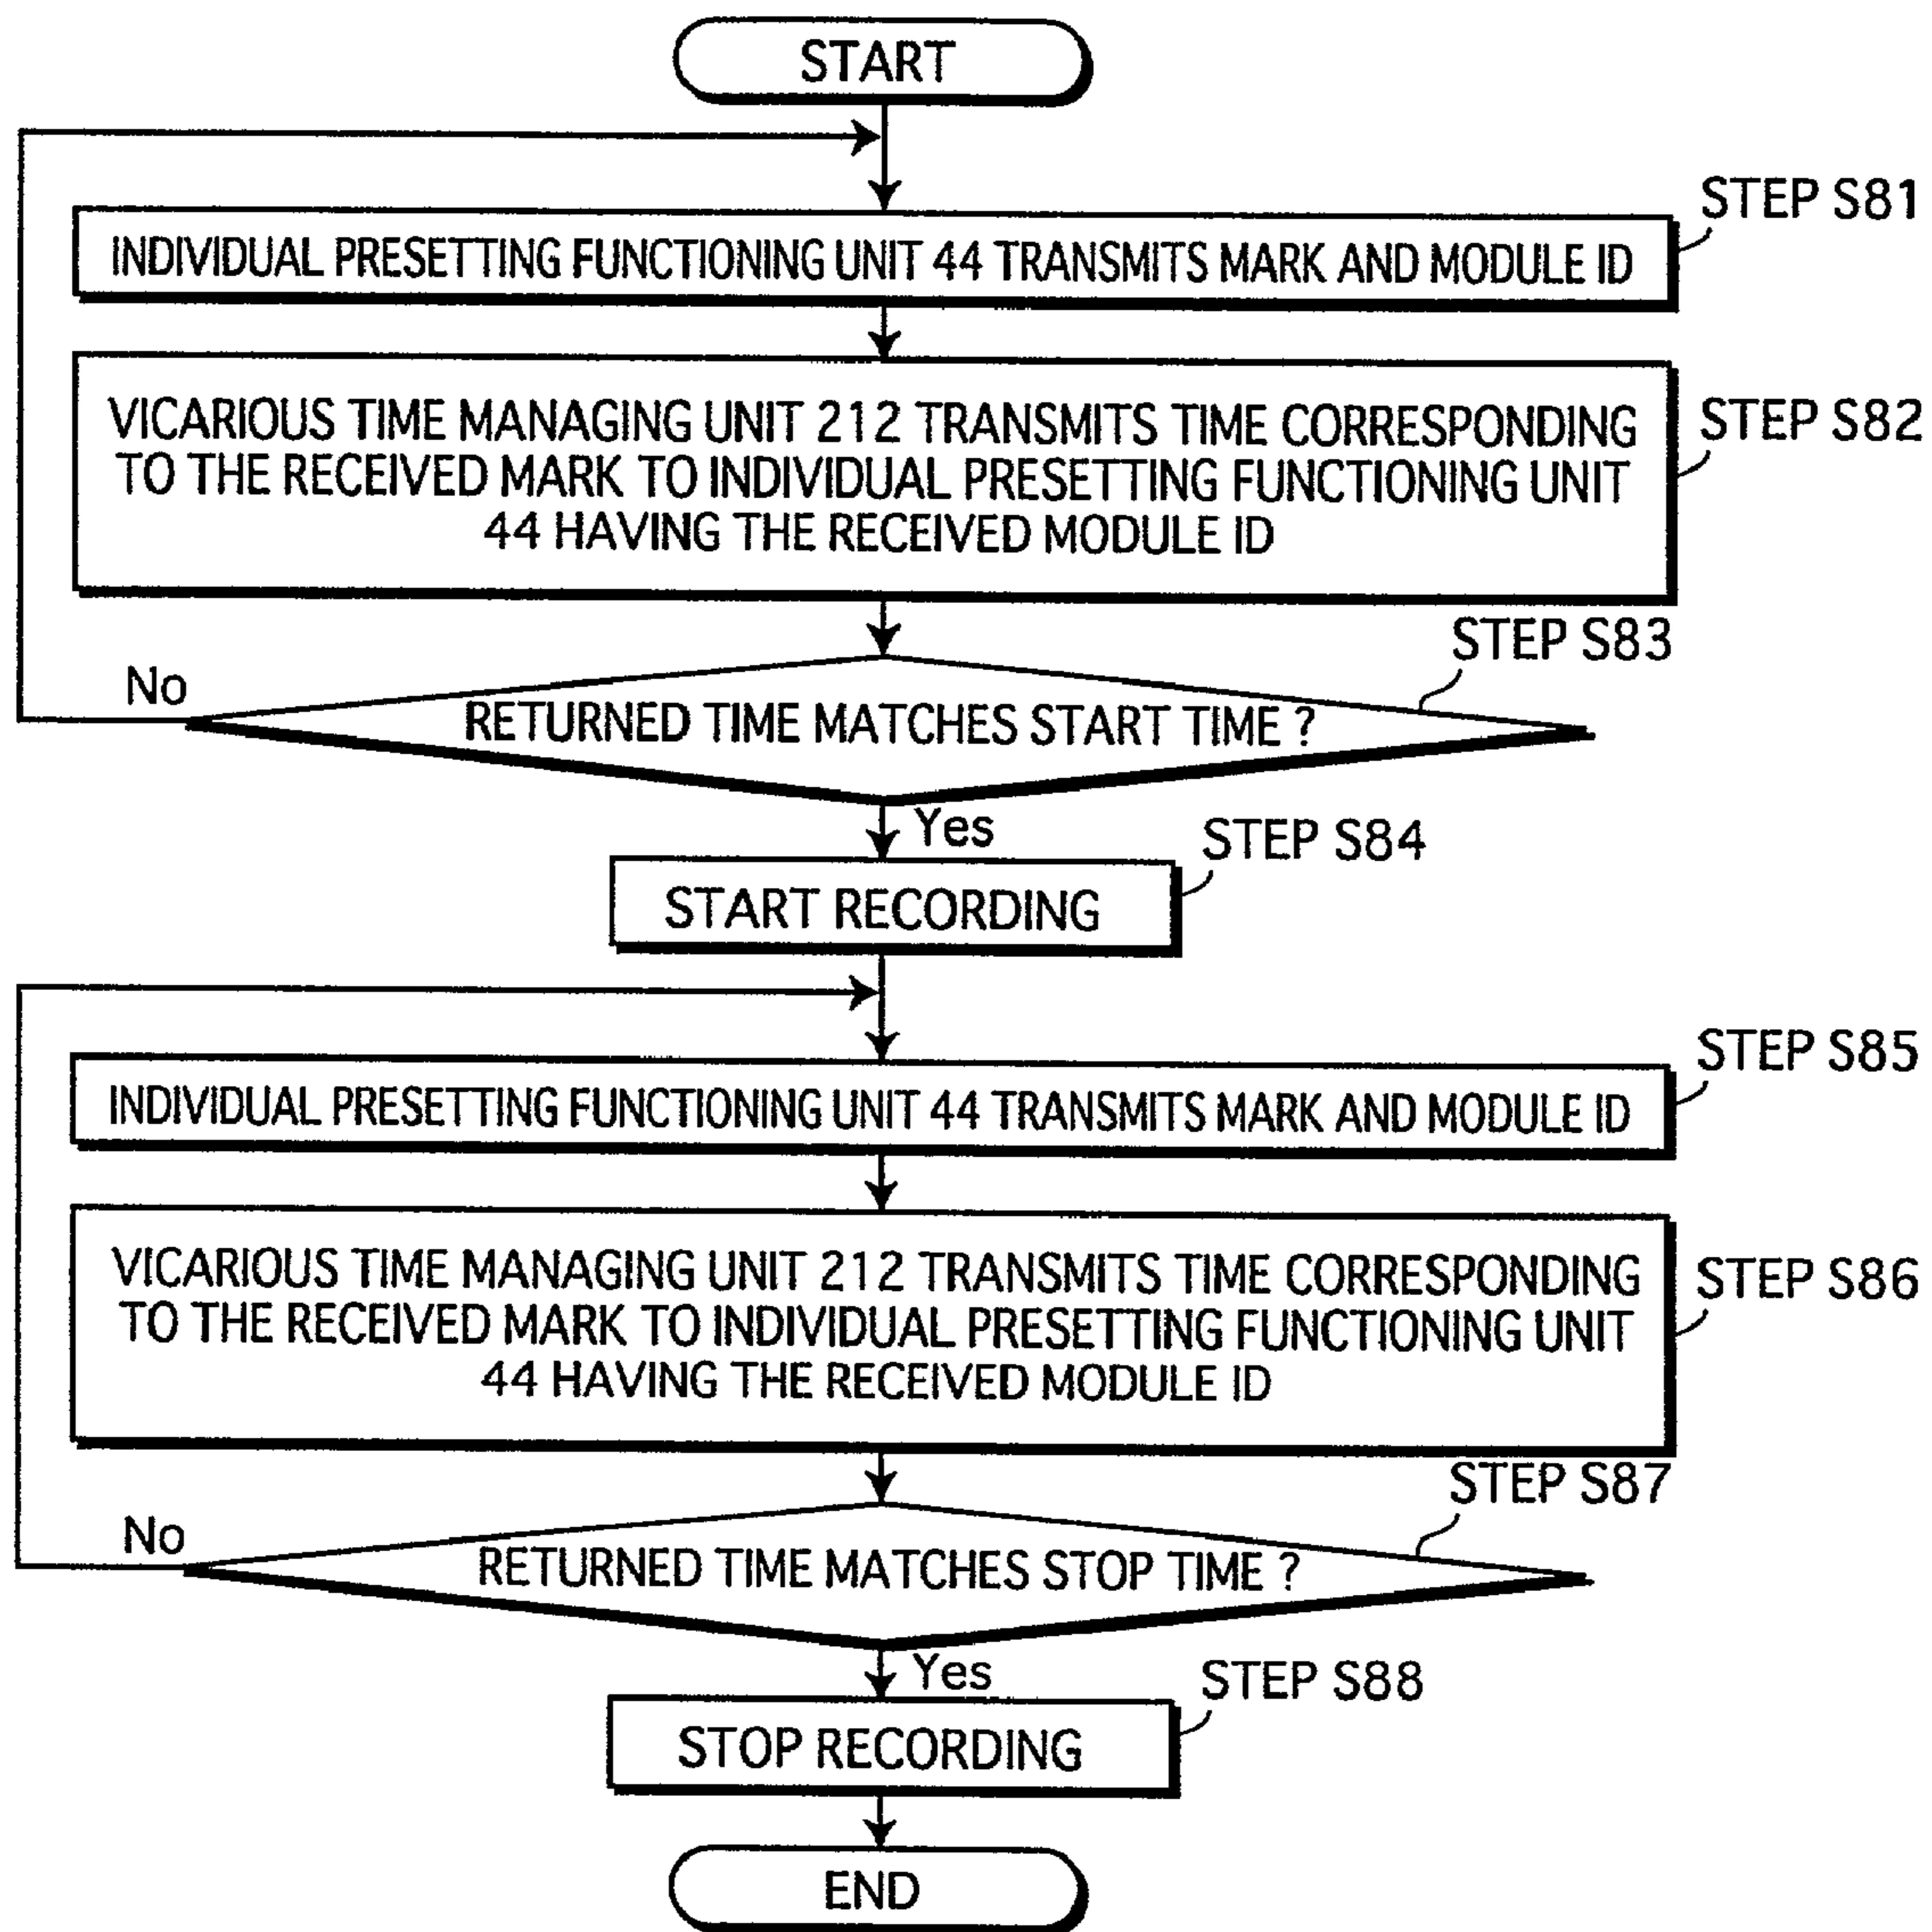 START
STEP S81
INDIVIDUAL PRESETTING FUNCTIONING UNIT 44 TRANSMITS MARK AND MODULE ID
STEP S82
VICARIOUS TIME MANAGING UNIT 212 TRANSMITS TIME CORRESPONDING
TO THE RECEIVED MARK TO INDIVIDUAL PRESETTING FUNCTIONING UNIT
44 HAVING THE RECEIVED MODULE ID
STEP S83
No
RETURNED TIME MATCHES START TIME ?
Yes
STEP S84
START RECORDING
STEP S85
INDIVIDUAL PRESETTING FUNCTIONING UNIT 44 TRANSMITS MARK AND MODULE ID
STEP S86
VICARIOUS TIME MANAGING UNIT 212 TRANSMITS TIME CORRESPONDING
TO THE RECEIVED MARK TO INDIVIDUAL PRESETTING FUNCTIONING UNIT
44 HAVING THE RECEIVED MODULE ID
STEP S87
No
RETURNED TIME MATCHES STOP TIME ?
Yes
STEP S88
STOP RECORDING
END